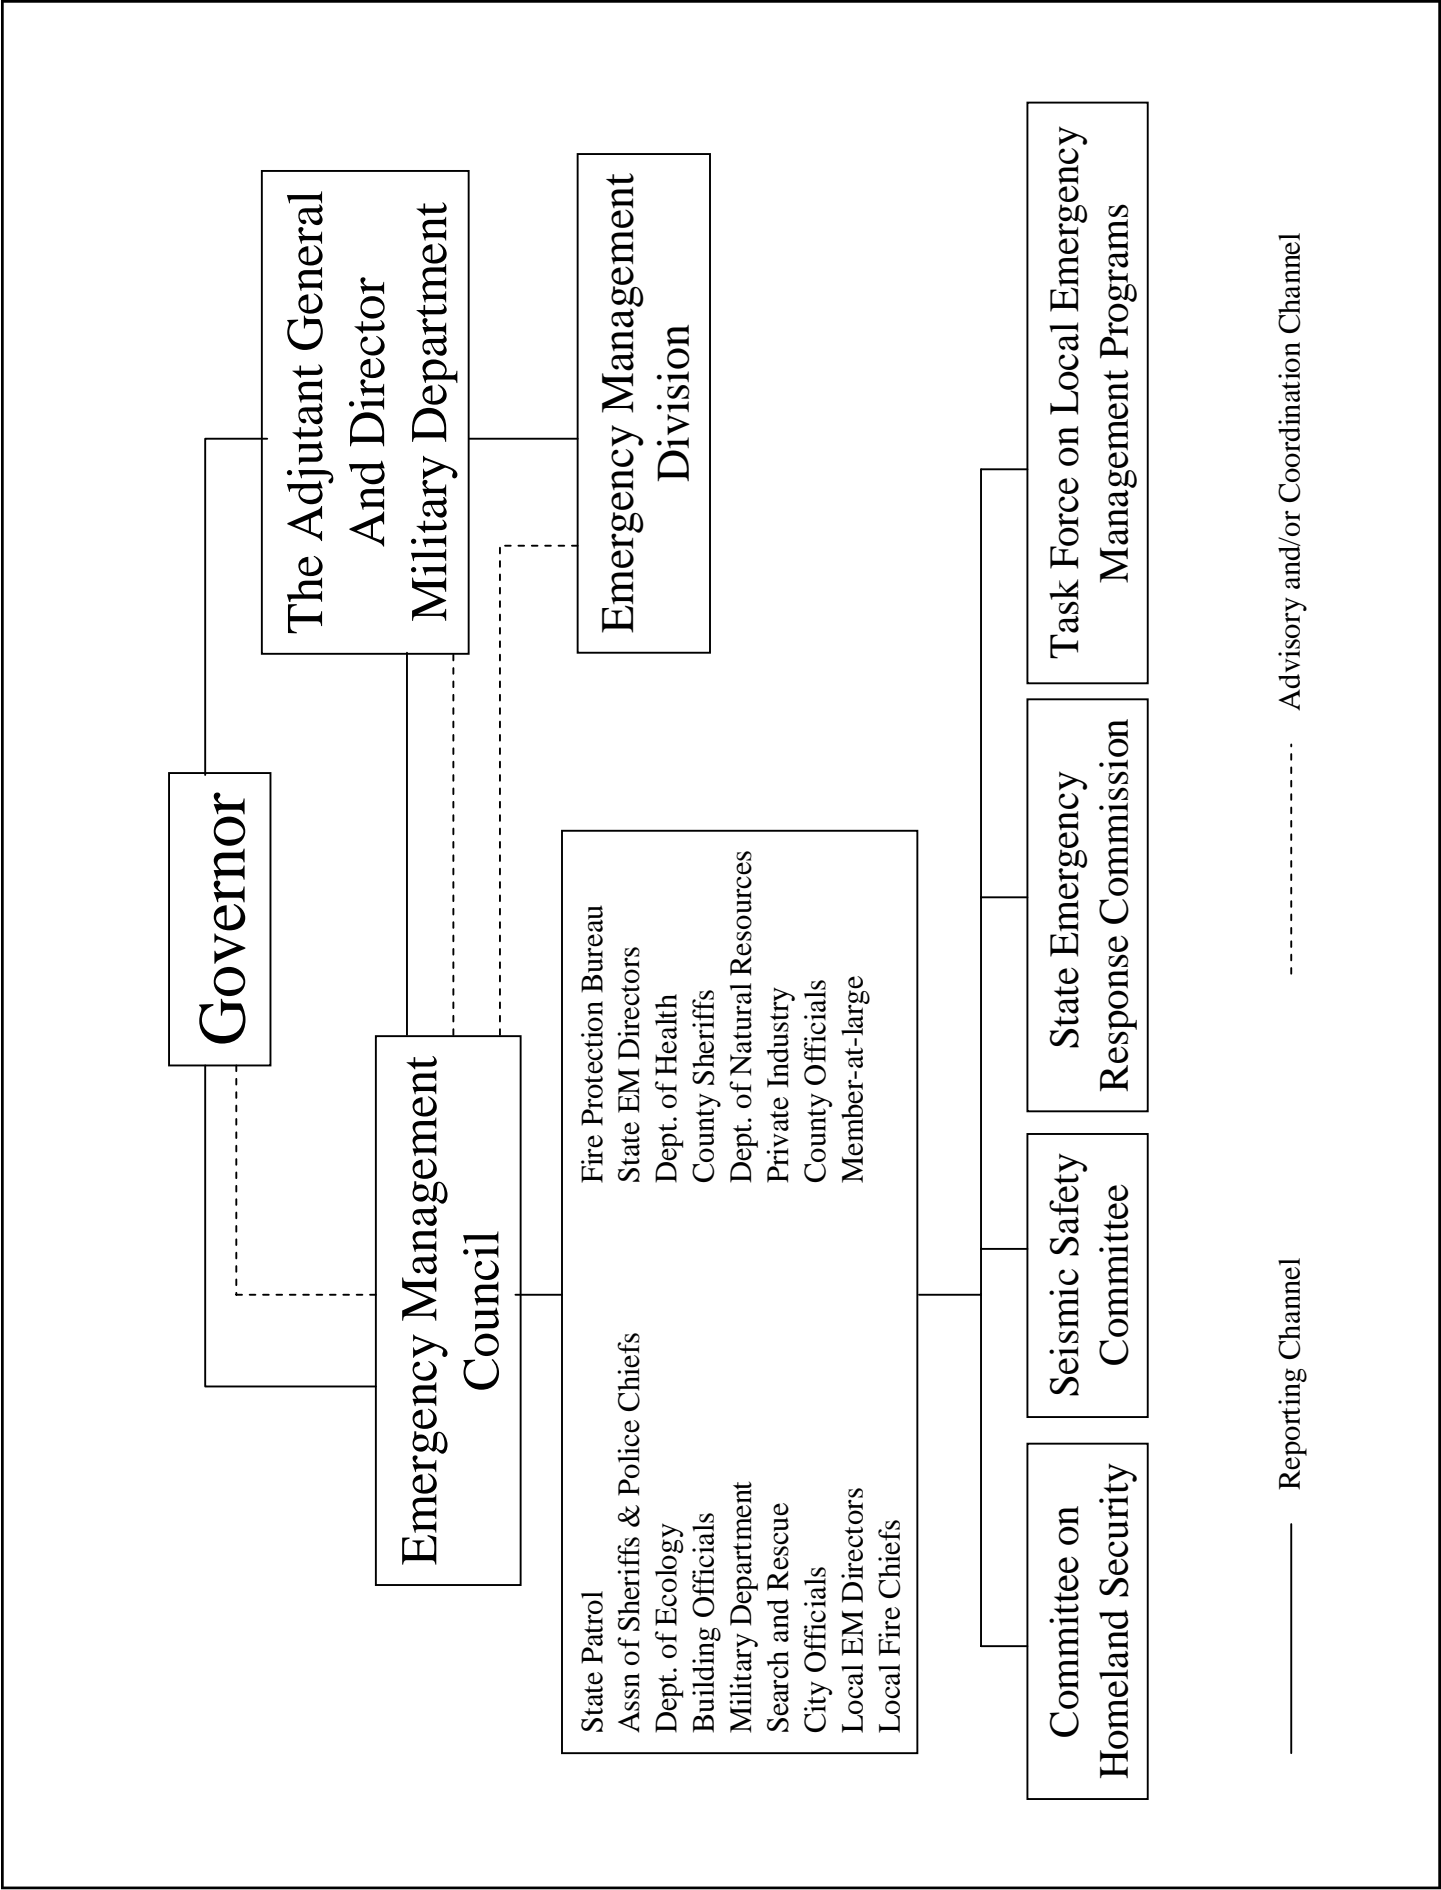 Governor
The Adjutant General
And Director
Military Department
Emergency Management
Council
Emergency Management
Division
State Patrol
Assn of Sheriffs & Police Chiefs
Dept. of Ecology
Building Officials
Military Department
Search and Rescue
City Officials
Local EM Directors
Local Fire Chiefs
Fire Protection Bureau
State EM Directors
Dept. of Health
County Sheriffs
Dept. of Natural Resources
Private Industry
County Officials
Member-at-large
Committee on
Homeland Security
Seismic Safety
Committee
State Emergency
Response Commission
Task Force on Local Emergency
Management Programs
Reporting Channel
Advisory and/or Coordination Channel